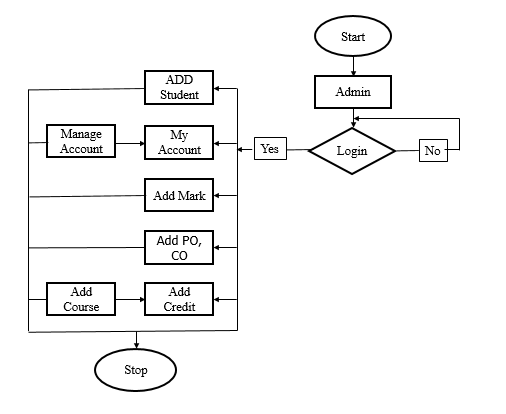 Start
ADD
Student
Admin
Manage
Account
My
Account
Yes
Login
No
Add Mark
Add PO,
CO
Add
Course
Add
Credit
Stop